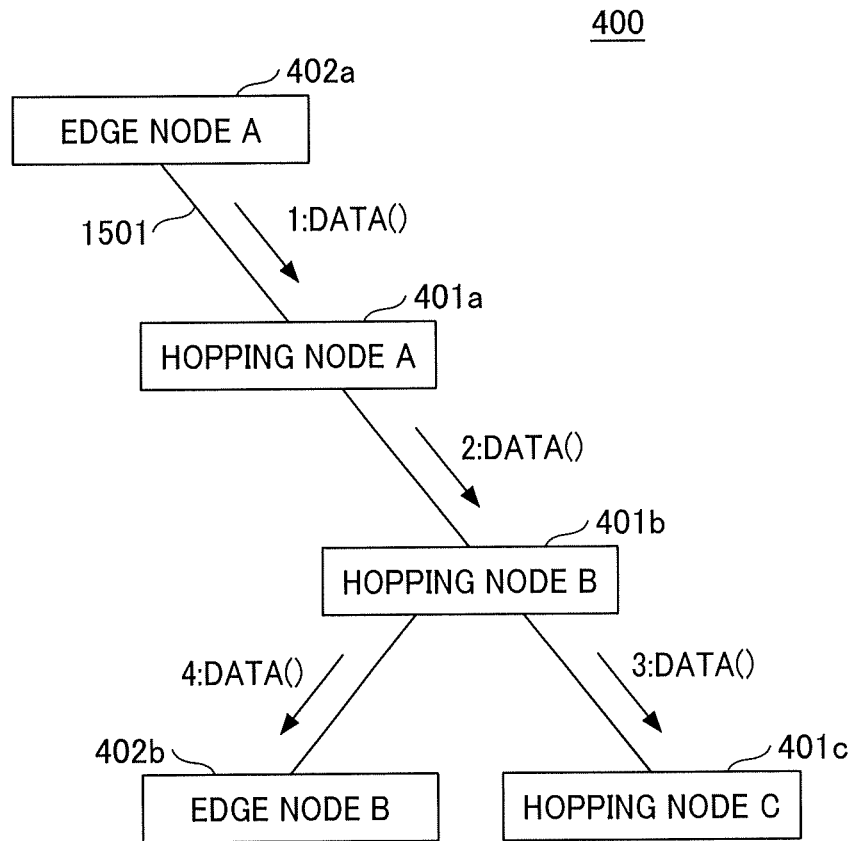 400
402a
EDGE NODE A
1501
1:DATA()
401a
HOPPING NODE A
2:DATA()
401b
HOPPING NODE B
4:DATA()
3:DATA()
402b
401c
EDGE NODE B
HOPPING NODE C